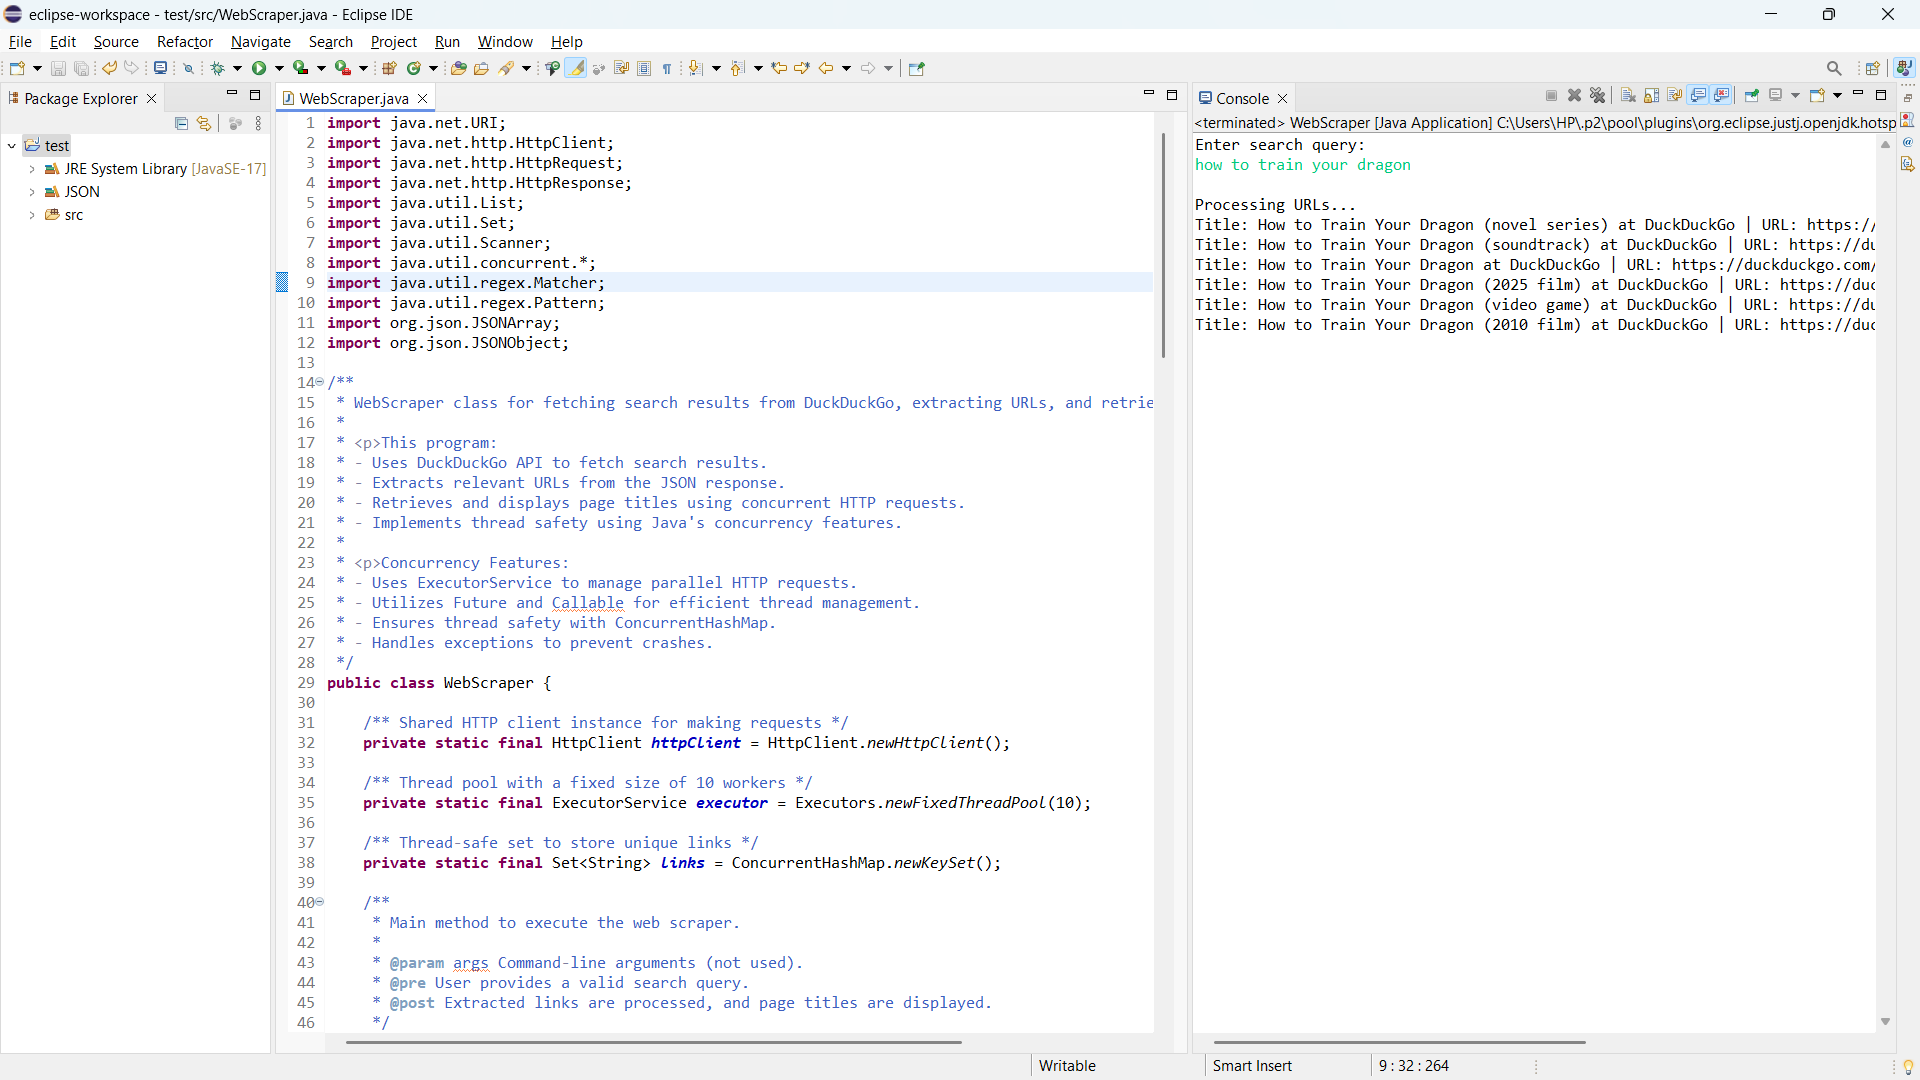 eclipse-workspace - test/src/WebScraper.java - Eclipse IDE
File Edit Source Refactor Navigate Search Project Run Window Help
Package Explorer
test
JRE System Library [JavaSE-17]
JSON
src
WebScraper.java
1 import java.net.URI;
2 import java.net.http.HttpClient;
3 import java.net.http.HttpRequest;
4 import java.net.http.HttpResponse;
5 import java.util.List;
6 import java.util.Set;
7 import java.util.Scanner;
8 import java.util.concurrent.*;
9 import java.util.regex.Matcher;
10 import java.util.regex.Pattern;
11 import org.json.JSONArray;
12 import org.json.JSONObject;
13
14 /**
15 * WebScraper class for fetching search results from DuckDuckGo, extracting URLs, and retrie
16 *
17 * <p>This program:
18 * - Uses DuckDuckGo API to fetch search results.
19 * - Extracts relevant URLs from the JSON response.
20 * - Retrieves and displays page titles using concurrent HTTP requests.
21 * - Implements thread safety using Java's concurrency features.
22 *
23 * <p>Concurrency Features:
24 * - Uses ExecutorService to manage parallel HTTP requests.
25 * - Utilizes Future and Callable for efficient thread management.
26 * - Ensures thread safety with ConcurrentHashMap.
27 * - Handles exceptions to prevent crashes.
28 */
29 public class WebScraper {
30
31 /** Shared HTTP client instance for making requests */
32 private static final HttpClient httpClient = HttpClient.newHttpClient();
33
34 /** Thread pool with a fixed size of 10 workers */
35 private static final ExecutorService executor = Executors.newFixedThreadPool(10);
36
37 /** Thread-safe set to store unique links */
38 private static final Set<String> links = ConcurrentHashMap.newKeySet();
39
40 /**
41 * Main method to execute the web scraper.
42 *
43 * @param args Command-line arguments (not used).
44 * @pre User provides a valid search query.
45 * @post Extracted links are processed, and page titles are displayed.
46 */
Console
<terminated> WebScraper [Java Application] C:\Users\HP\.p2\pool\plugins\org.eclipse.justj.openjdk.hotsp
Enter search query:
how to train your dragon
Processing URLs...
Title: How to Train Your Dragon (novel series) at DuckDuckGo | URL: https://
Title: How to Train Your Dragon (soundtrack) at DuckDuckGo | URL: https://du
Title: How to Train Your Dragon at DuckDuckGo | URL: https://duckduckgo.com/
Title: How to Train Your Dragon (2025 film) at DuckDuckGo | URL: https://duc
Title: How to Train Your Dragon (video game) at DuckDuckGo | URL: https://du
Title: How to Train Your Dragon (2010 film) at DuckDuckGo | URL: https://duc
Writable Smart Insert 9 : 32 : 264